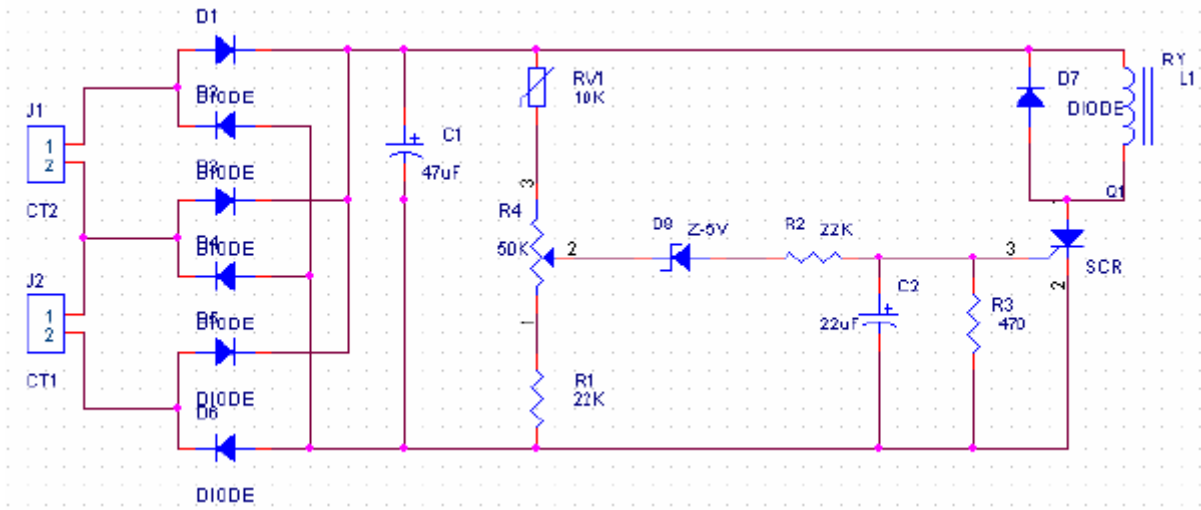 D1
DIODE
D2
J1
1
2
CT2
DIODE
D3
DIODE
D4
J2
1
2
CT1
DIODE
D5
DIODE
D6
DIODE
C1
47uF
RV1
10K
3
R4
50K
2
1
R1
22K
D8
Z-5V
R2
22K
C2
22uF
R3
470
D7
DIODE
RY
L1
Q1
1
3
2
SCR